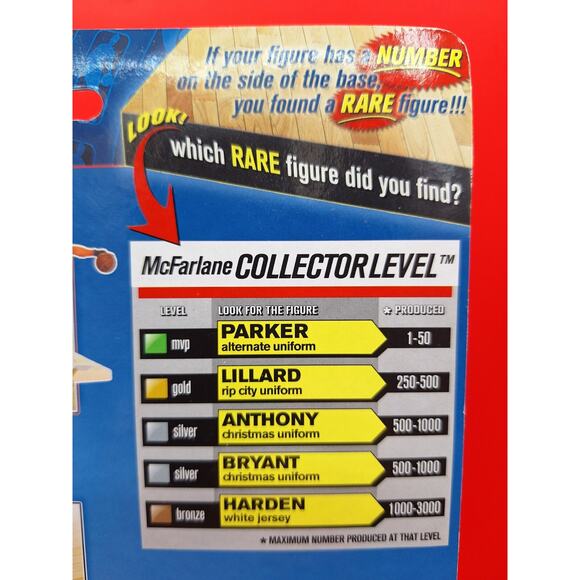 If your figure has a NUMBER
on the side of the base,
you found a RARE figure!!!
LOOK!
which RARE figure did you find?
McFarlane COLLECTORLEVEL™
LEVEL LOOK FOR THE FIGURE * PRODUCED
mvp PARKER alternate uniform 1-50
gold LILLARD rip city uniform 250-500
silver ANTHONY christmas uniform 500-1000
silver BRYANT christmas uniform 500-1000
bronze HARDEN white jersey 1000-3000
* MAXIMUM NUMBER PRODUCED AT THAT LEVEL